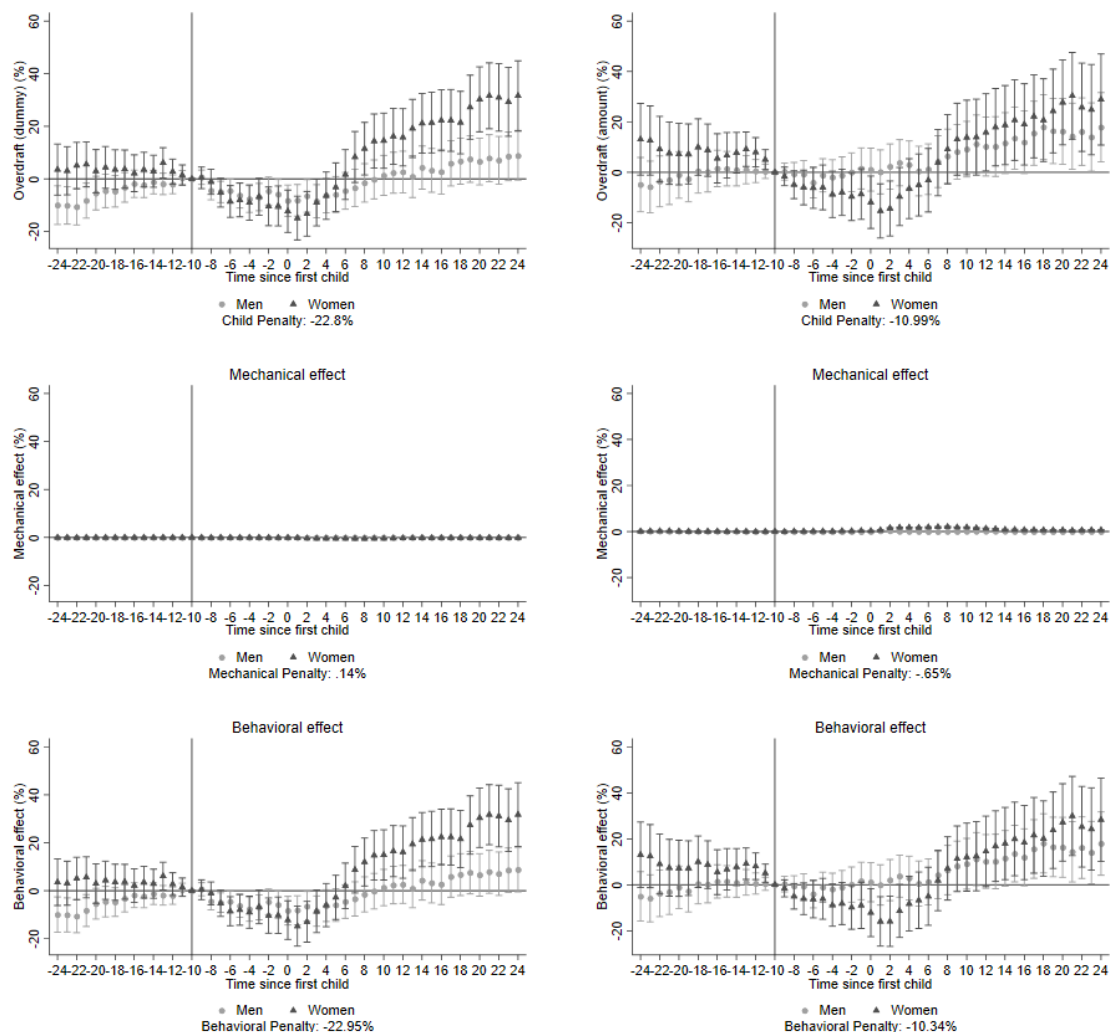 60
40
20
0
-20
Overdraft (dummy) (%)
-24-22-20-18-16-14-12-10 -8 -6 -4 -2 0 2 4 6 8 10 12 14 16 18 20 22 24
Time since first child
Men Women
Child Penalty: -22.8%
60
40
20
0
-20
Overdraft (amount) (%)
-24-22-20-18-16-14-12-10 -8 -6 -4 -2 0 2 4 6 8 10 12 14 16 18 20 22 24
Time since first child
Men Women
Child Penalty: -10.99%
Mechanical effect
60
40
20
0
-20
Mechanical effect (%)
-24-22-20-18-16-14-12-10 -8 -6 -4 -2 0 2 4 6 8 10 12 14 16 18 20 22 24
Time since first child
Men Women
Mechanical Penalty: .14%
Mechanical effect
60
40
20
0
-20
Mechanical effect (%)
-24-22-20-18-16-14-12-10 -8 -6 -4 -2 0 2 4 6 8 10 12 14 16 18 20 22 24
Time since first child
Men Women
Mechanical Penalty: -.65%
Behavioral effect
60
40
20
0
-20
Behavioral effect (%)
-24-22-20-18-16-14-12-10 -8 -6 -4 -2 0 2 4 6 8 10 12 14 16 18 20 22 24
Time since first child
Men Women
Behavioral Penalty: -22.95%
Behavioral effect
60
40
20
0
-20
Behavioral effect (%)
-24-22-20-18-16-14-12-10 -8 -6 -4 -2 0 2 4 6 8 10 12 14 16 18 20 22 24
Time since first child
Men Women
Behavioral Penalty: -10.34%